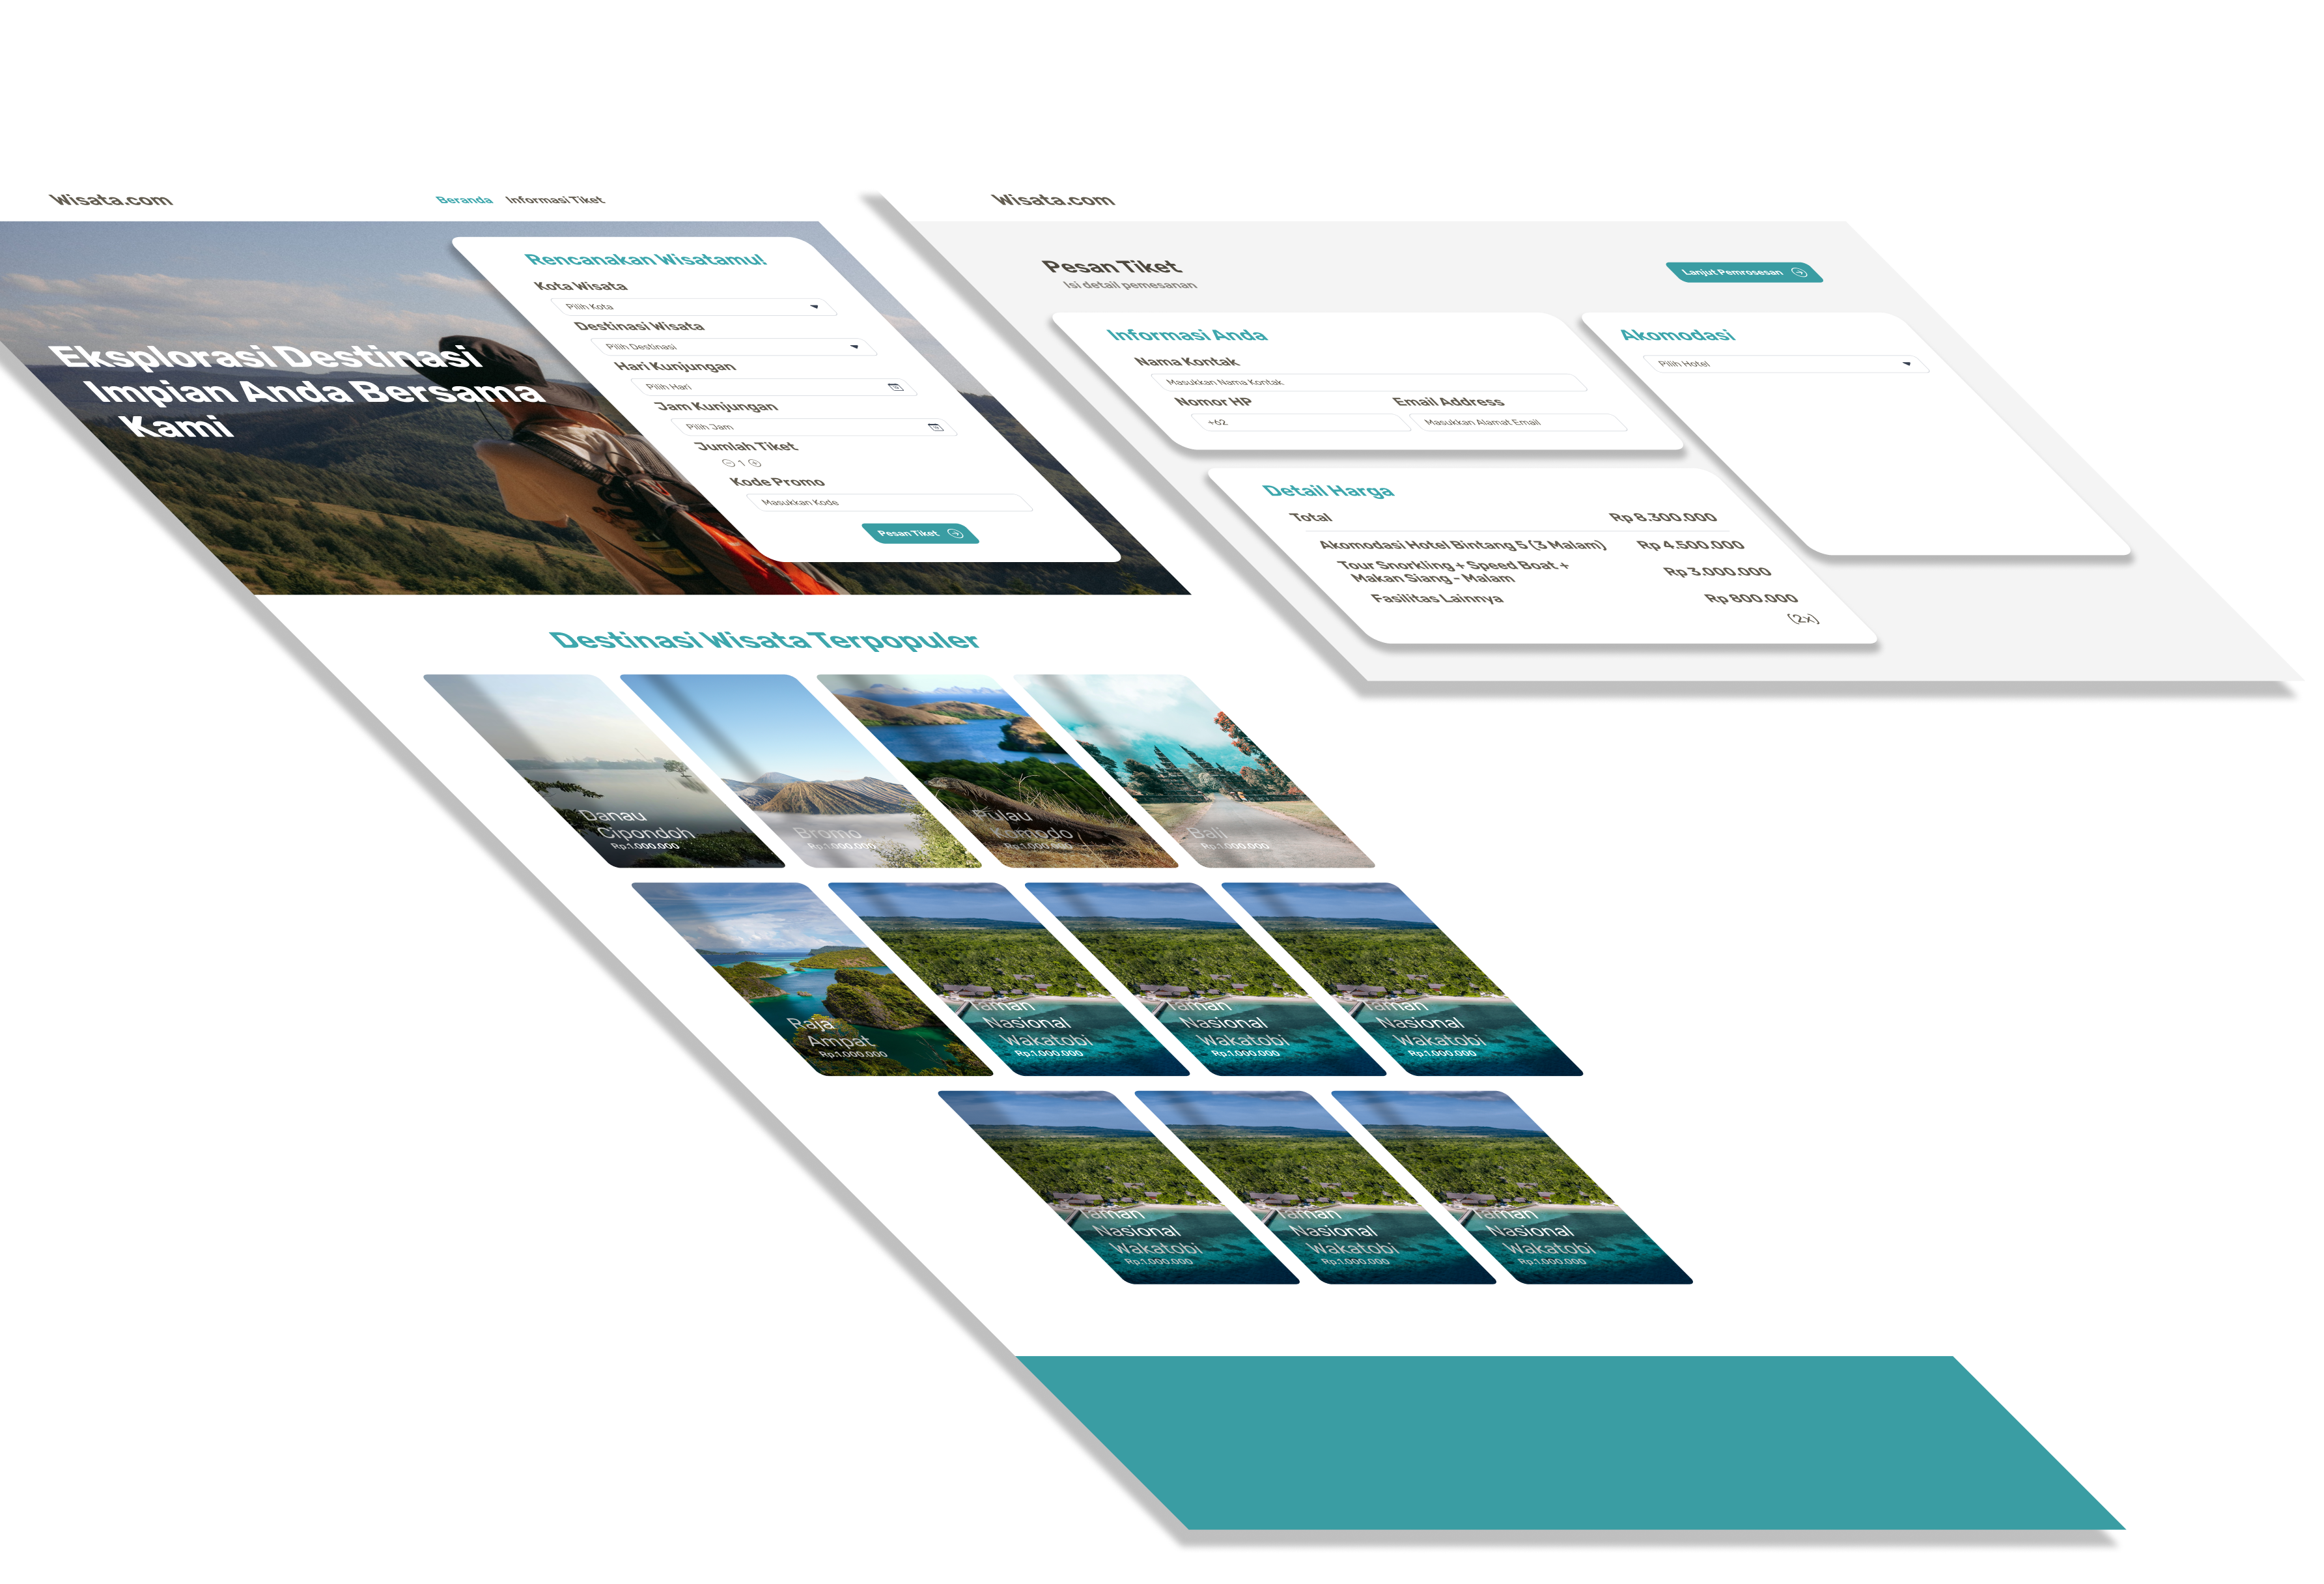 Wisata.com
Beranda Informasi Tiket
Eksplorasi Destinasi
Impian Anda Bersama
Kami
Rencanakan Wisatamu!
Kota Wisata
Pilih Kota
Destinasi Wisata
Pilih Destinasi
Hari Kunjungan
Pilih Hari
Jam Kunjungan
Pilih Jam
Jumlah Tiket
1
Kode Promo
Masukkan Kode
Pesan Tiket
Destinasi Wisata Terpopuler
Danau
Cipondoh
Rp.1.000.000
Bromo
Rp.1.000.000
Pulau
Komodo
Rp.1.000.000
Bali
Rp.1.000.000
Raja
Ampat
Rp.1.000.000
Taman
Nasional
Wakatobi
Rp.1.000.000
Taman
Nasional
Wakatobi
Rp.1.000.000
Taman
Nasional
Wakatobi
Rp.1.000.000
Taman
Nasional
Wakatobi
Rp.1.000.000
Taman
Nasional
Wakatobi
Rp.1.000.000
Taman
Nasional
Wakatobi
Rp.1.000.000
Wisata.com
Pesan Tiket
Isi detail pemesanan
Lanjut Pemrosesan
Informasi Anda
Nama Kontak
Masukkan Nama Kontak
Nomor HP
+62
Email Address
Masukkan Alamat Email
Akomodasi
Pilih Hotel
Detail Harga
Total Rp 8.300.000
Akomodasi Hotel Bintang 5 (3 Malam) Rp 4.500.000
Tour Snorkling + Speed Boat +
Makan Siang - Malam Rp 3.000.000
Fasilitas Lainnya Rp 800.000
(2x)